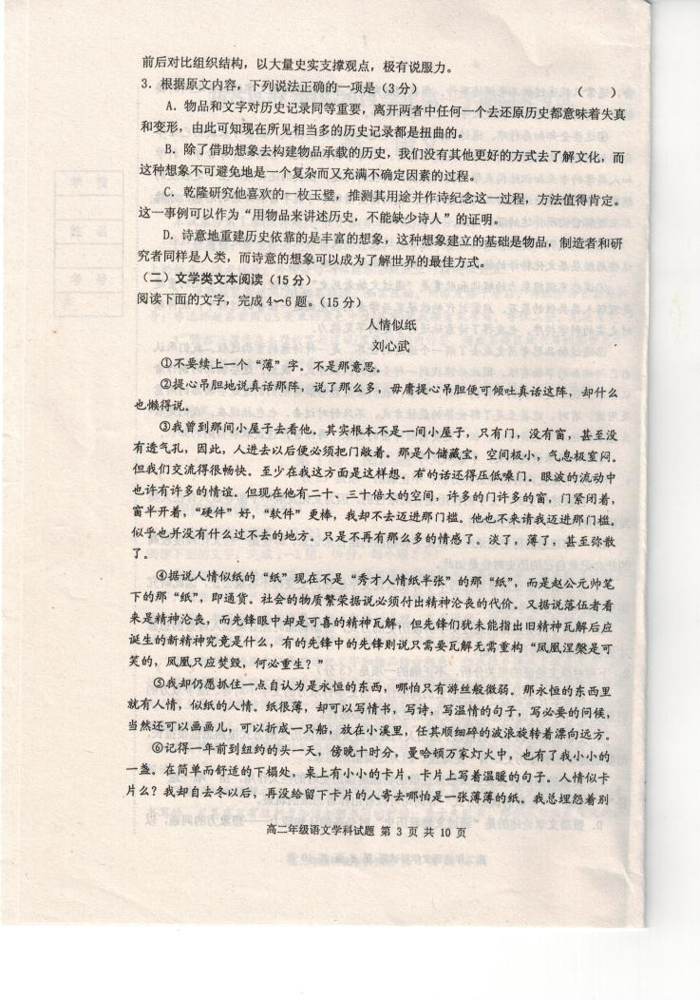 前后对比组织结构，以大量史实支撑观点，极有说服力。
3．根据原文内容，下列说法正确的一项是（3分） （ ）
A．物品和文字对历史记录同等重要，离开两者中任何一个去还原历史都意味着失真
和变形，由此可知现在所见相当多的历史记录都是扭曲的。
B．除了借助想象去构建物品承载的历史，我们没有其他更好的方式去了解文化，而
这种想象不可避免地是一个复杂而又充满不确定因素的过程。
C．乾隆研究他喜欢的一枚玉璧，推测其用途并作诗纪念这一过程，方法值得肯定。
这一事例可以作为“用物品来讲述历史，不能缺少诗人”的证明。
D．诗意地重建历史依靠的是丰富的想象，这种想象建立的基础是物品，制造者和研
究者同样是人类，而诗意的想象可以成为了解世界的最佳方式。
（二）文学类文本阅读（15分）
阅读下面的文字，完成4～6题。（15分）
人情似纸
刘心武
①不要续上一个“薄”字。不是那意思。
②提心吊胆地说真话那阵，说了那么多，毋庸提心吊胆便可倾吐真话这阵，却什么
也懒得说。
③我曾到那间小屋子去看他。其实根本不是一间小屋子，只有门，没有窗，甚至没
有透气孔，因此，人进去以后便必须把门敞着。那是个储藏室，空间极小，气息极窒闷。
但我们交流得很畅快。至少在我这方面是这样想。有的话还得压低嗓门。眼波的流动中
也许有许多的情谊。但现在他有二十、三十倍大的空间，许多的门许多的窗，门紧闭着，
窗半开着，“硬件”好，“软件”更棒，我却不去迈进那门槛。他也不来请我迈进那门槛。
似乎也并没有什么过不去的地方。只是不再有那么多的情感了。淡了，薄了，甚至弥散
了。
④据说人情似纸的“纸”现在不是“秀才人情纸半张”的那“纸”，而是赵公元帅笔
下的那“纸”，即通货。社会的物质繁荣据说必须付出精神沦丧的代价。又据说落伍者看
来是精神沦丧，而先锋眼中却是可喜的精神瓦解，但先锋们犹未能指出旧精神瓦解后应
诞生的新精神究竟是什么，有的先锋中的先锋则说只需要瓦解无需重构“凤凰涅槃是可
笑的，凤凰只应焚毁，何必重生？”
⑤我却仍愿抓住一点自认为是永恒的东西，哪怕只有游丝般微弱。那永恒的东西里
就有人情，似纸的人情。纸很薄，却可以写情书，写诗，写温情的句子，写必要的问候，
当然还可以画画儿，可以折成一只船，放在小溪里，任其顺细碎的波浪旋转着漂向远方。
⑥记得一年前到纽约的头一天，傍晚十时分，曼哈顿万家灯火中，也有了我小小的
一盏。在简单而舒适的下榻处，桌上有小小的卡片，卡片上写着温暖的句子。人情似卡
片么？我却自去冬以后，再没给留下卡片的人寄去哪怕是一张薄薄的纸。我总埋怨着别
高二年级语文学科试题 第 3 页 共 10 页